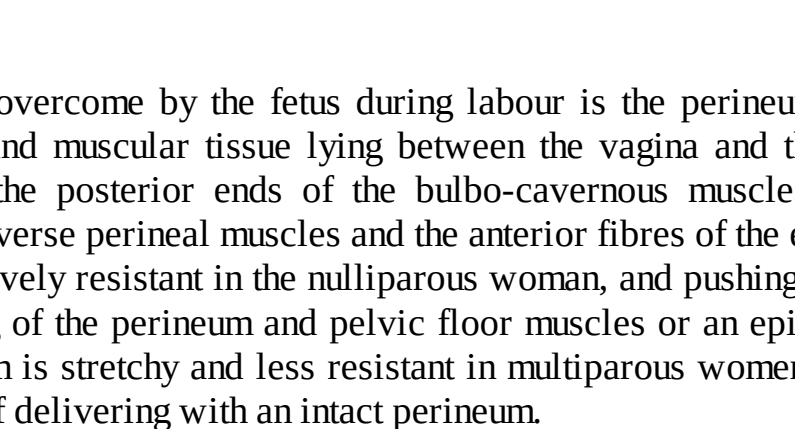 overcome by the fetus during labour is the perineu
nd muscular tissue lying between the vagina and t
the posterior ends of the bulbo-cavernous muscle
verse perineal muscles and the anterior fibres of the e
vely resistant in the nulliparous woman, and pushing
of the perineum and pelvic floor muscles or an epi
is stretchy and less resistant in multiparous women
f delivering with an intact perineum.